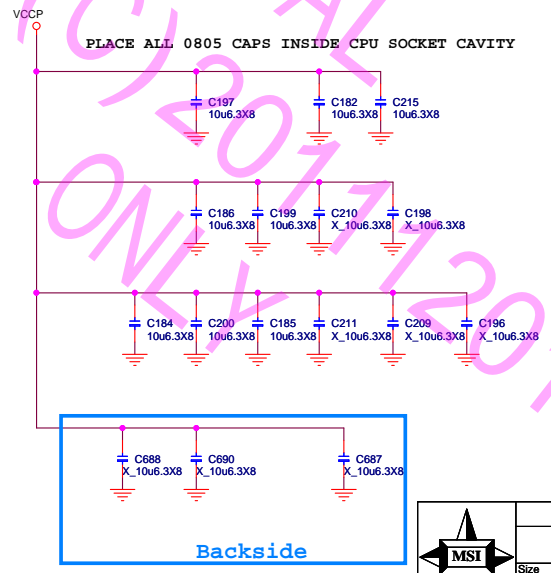 VCCP
PLACE ALL 0805 CAPS INSIDE CPU SOCKET CAVITY
C197 C182 C215
10u6.3X8 10u6.3X8 10u6.3X8
C186 C199 C210 C198
10u6.3X8 10u6.3X8 X_10u6.3X8 X_10u6.3X8
C184 C200 C185 C211 C209 C196
10u6.3X8 10u6.3X8 10u6.3X8 X_10u6.3X8 X_10u6.3X8 X_10u6.3X8
C688 C690 C687
X_10u6.3X8 X_10u6.3X8 X_10u6.3X8
Backside
MSI
Size
(C)2011120
ONLY